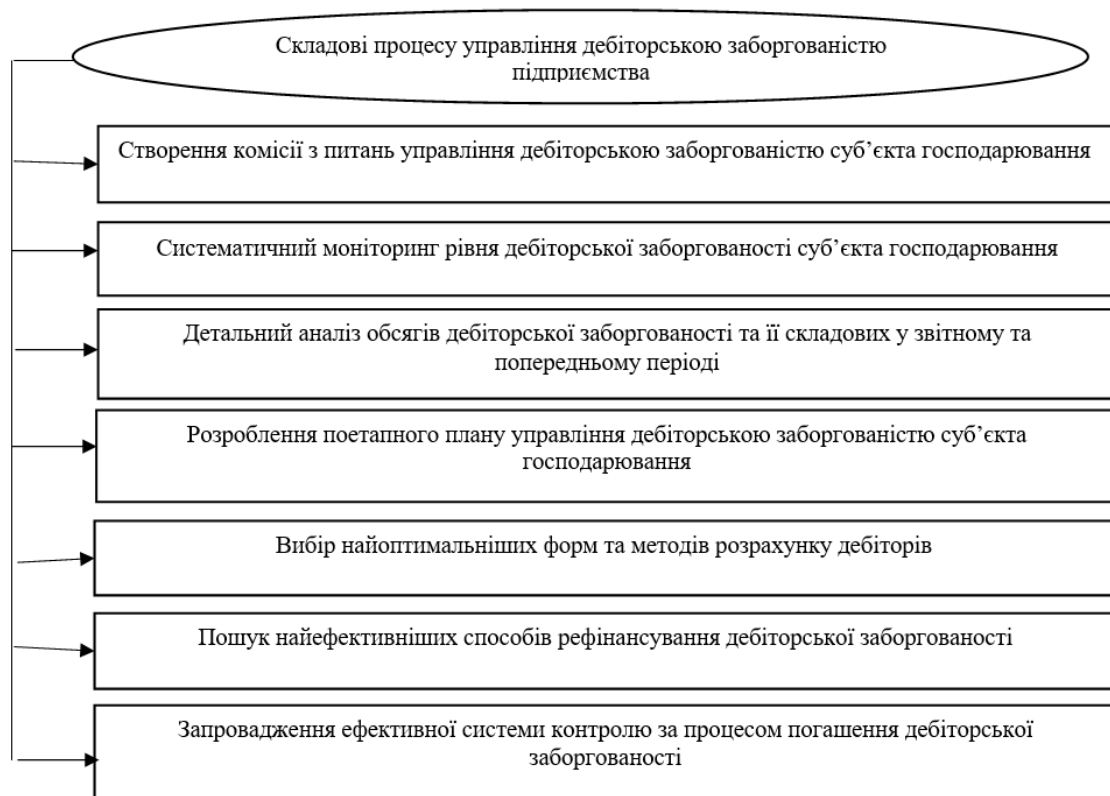 Складові процесу управління дебіторською заборгованістю
підприємства
Створення комісії з питань управління дебіторською заборгованістю суб’єкта господарювання
Систематичний моніторинг рівня дебіторської заборгованості суб’єкта господарювання
Детальний аналіз обсягів дебіторської заборгованості та її складових у звітному та
попередньому періоді
Розроблення поетапного плану управління дебіторською заборгованістю суб’єкта
господарювання
Вибір найоптимальніших форм та методів розрахунку дебіторів
Пошук найефективніших способів рефінансування дебіторської заборгованості
Запровадження ефективної системи контролю за процесом погашення дебіторської
заборгованості